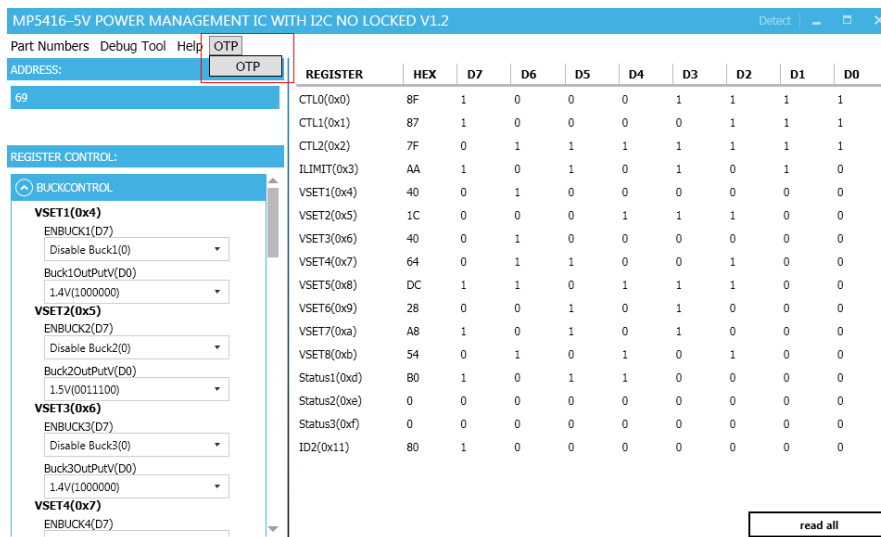 MP5416–5V POWER MANAGEMENT IC WITH I2C NO LOCKED V1.2
Detect
Part Numbers Debug Tool Help OTP
OTP
ADDRESS:
69
REGISTER CONTROL:
BUCKCONTROL
VSET1(0x4)
ENBUCK1(D7)
Disable Buck1(0)
Buck1OutPutV(D0)
1.4V(1000000)
VSET2(0x5)
ENBUCK2(D7)
Disable Buck2(0)
Buck2OutPutV(D0)
1.5V(0011100)
VSET3(0x6)
ENBUCK3(D7)
Disable Buck3(0)
Buck3OutPutV(D0)
1.4V(1000000)
VSET4(0x7)
ENBUCK4(D7)
REGISTER HEX D7 D6 D5 D4 D3 D2 D1 D0
CTL0(0x0) 8F 1 0 0 0 1 1 1 1
CTL1(0x1) 87 1 0 0 0 0 1 1 1
CTL2(0x2) 7F 0 1 1 1 1 1 1 1
ILIMIT(0x3) AA 1 0 1 0 1 0 1 0
VSET1(0x4) 40 0 1 0 0 0 0 0 0
VSET2(0x5) 1C 0 0 0 1 1 1 0 0
VSET3(0x6) 40 0 1 0 0 0 0 0 0
VSET4(0x7) 64 0 1 1 0 0 1 0 0
VSET5(0x8) DC 1 1 0 1 1 1 0 0
VSET6(0x9) 28 0 0 1 0 1 0 0 0
VSET7(0xa) A8 1 0 1 0 1 0 0 0
VSET8(0xb) 54 0 1 0 1 0 1 0 0
Status1(0xd) B0 1 0 1 1 0 0 0 0
Status2(0xe) 0 0 0 0 0 0 0 0 0
Status3(0xf) 0 0 0 0 0 0 0 0 0
ID2(0x11) 80 1 0 0 0 0 0 0 0
read all